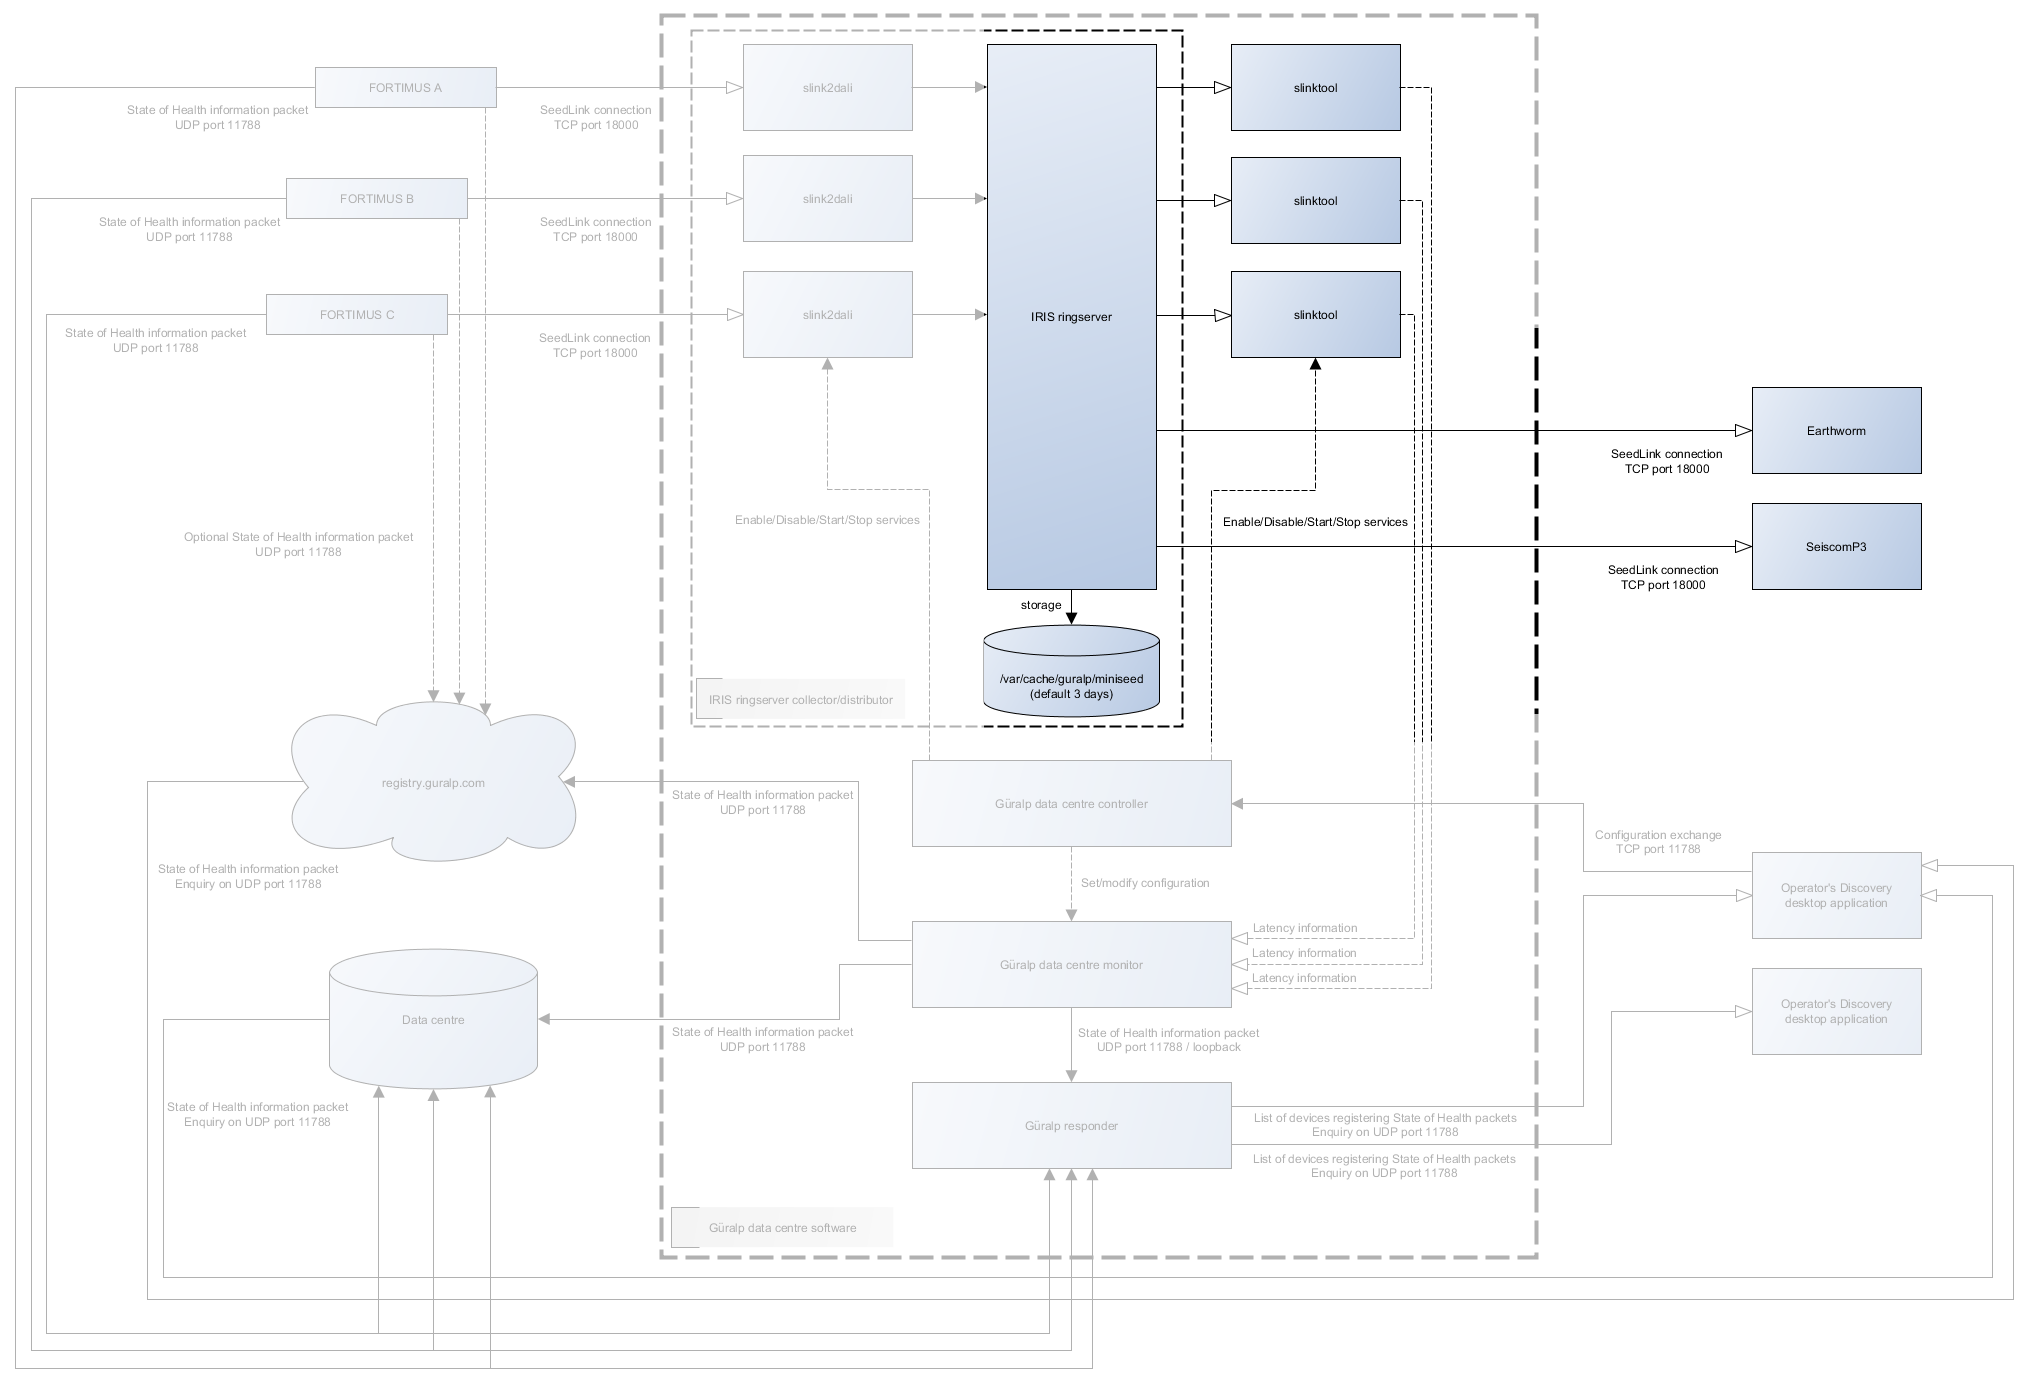 FORTIMUS A
State of Health information packet
UDP port 11788
SeedLink connection
TCP port 18000
slink2dali
slinktool
FORTIMUS B
State of Health information packet
UDP port 11788
SeedLink connection
TCP port 18000
slink2dali
slinktool
FORTIMUS C
State of Health information packet
UDP port 11788
SeedLink connection
TCP port 18000
slink2dali
IRIS ringserver
slinktool
Earthworm
SeedLink connection
TCP port 18000
Enable/Disable/Start/Stop services
Enable/Disable/Start/Stop services
Optional State of Health information packet
UDP port 11788
SeiscomP3
SeedLink connection
TCP port 18000
storage
/var/cache/guralp/miniseed
(default 3 days)
IRIS ringserver collector/distributor
registry.guralp.com
State of Health information packet
UDP port 11788
Güralp data centre controller
Configuration exchange
TCP port 11788
State of Health information packet
Enquiry on UDP port 11788
Set/modify configuration
Operator's Discovery
desktop application
Latency information
Latency information
Latency information
Güralp data centre monitor
Data centre
State of Health information packet
UDP port 11788
State of Health information packet
UDP port 11788 / loopback
Operator's Discovery
desktop application
State of Health information packet
Enquiry on UDP port 11788
Güralp responder
List of devices registering State of Health packets
Enquiry on UDP port 11788
List of devices registering State of Health packets
Enquiry on UDP port 11788
Güralp data centre software